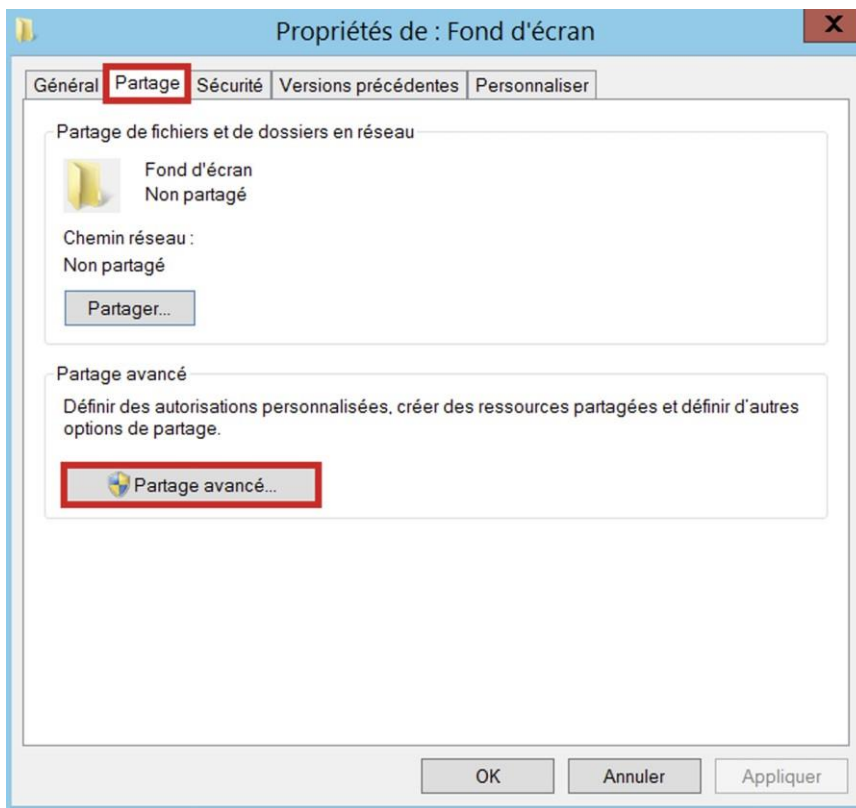 Propriétés de : Fond d'écran
X
Général Partage Sécurité Versions précédentes Personnaliser
Partage de fichiers et de dossiers en réseau
Fond d'écran
Non partagé
Chemin réseau :
Non partagé
Partager...
Partage avancé
Définir des autorisations personnalisées, créer des ressources partagées et définir d'autres
options de partage.
Partage avancé...
OK Annuler Appliquer